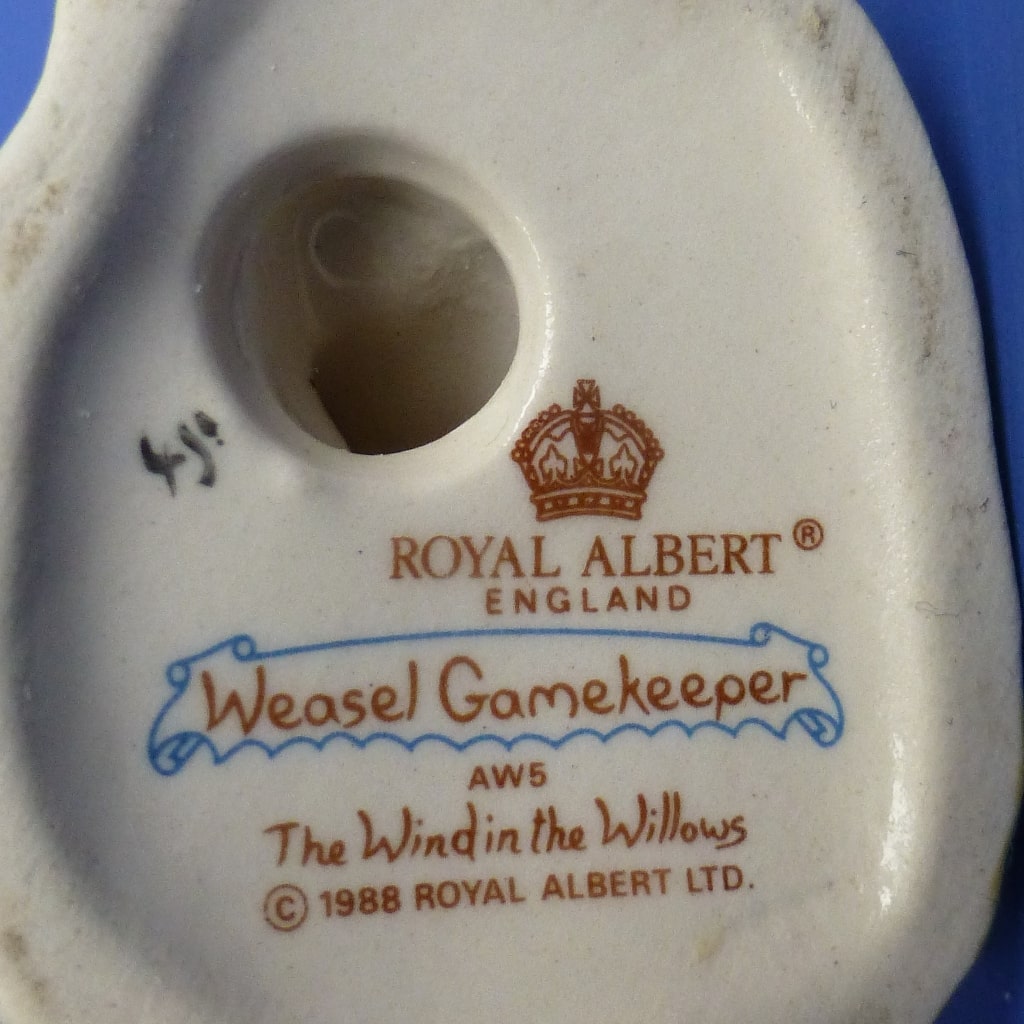 ROYAL ALBERT®
ENGLAND
Weasel Gamekeeper
AW5
The Wind in the Willows
© 1988 ROYAL ALBERT LTD.